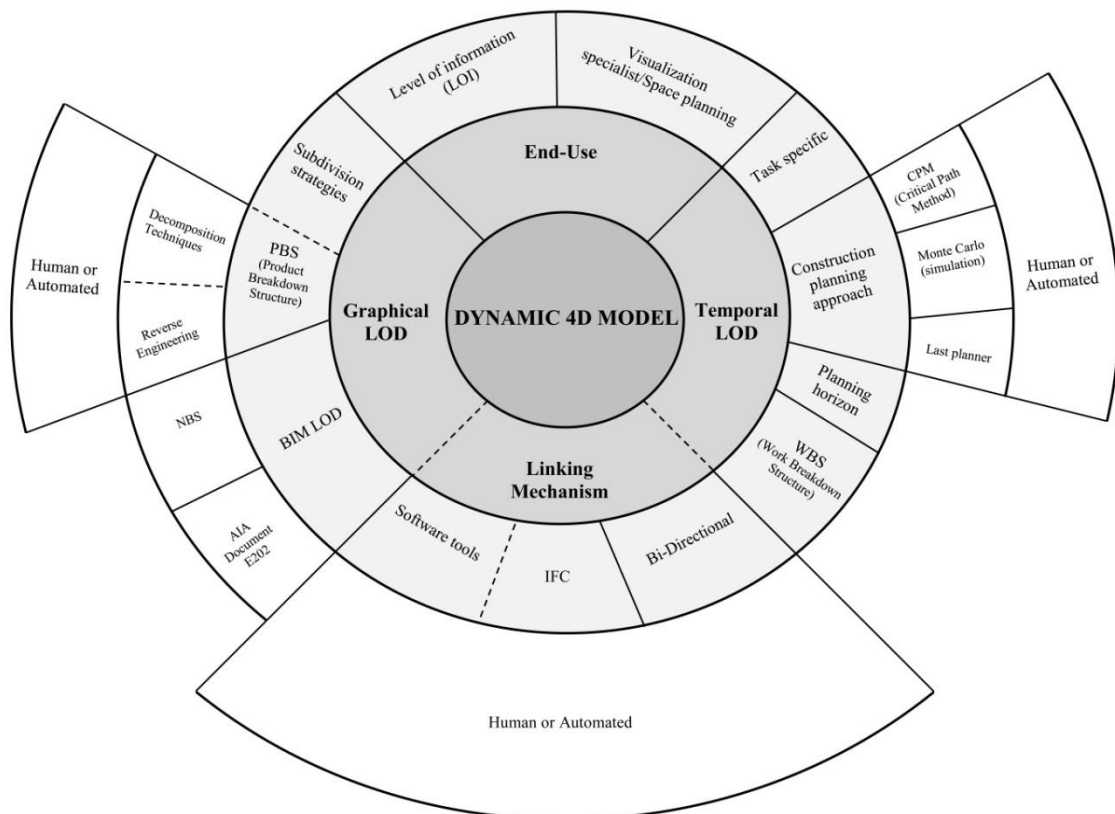 Level of information
(LOI)
Visualization
specialist/Space planning
Subdivision
strategies
End-Use
Task specific
CPM
(Critical Path
Method)
Decomposition
Techniques
PBS
(Product
Breakdown
Structure)
Construction
planning
approach
Monte Carlo
(simulation)
Human or
Automated
Human or
Automated
Graphical
LOD
DYNAMIC 4D MODEL
Temporal
LOD
Reverse
Engineering
Last planner
Planning
horizon
NBS
BIM LOD
WBS
(Work Breakdown
Structure)
Linking
Mechanism
AIA
Document
E202
Software tools
IFC
Bi-Directional
Human or Automated